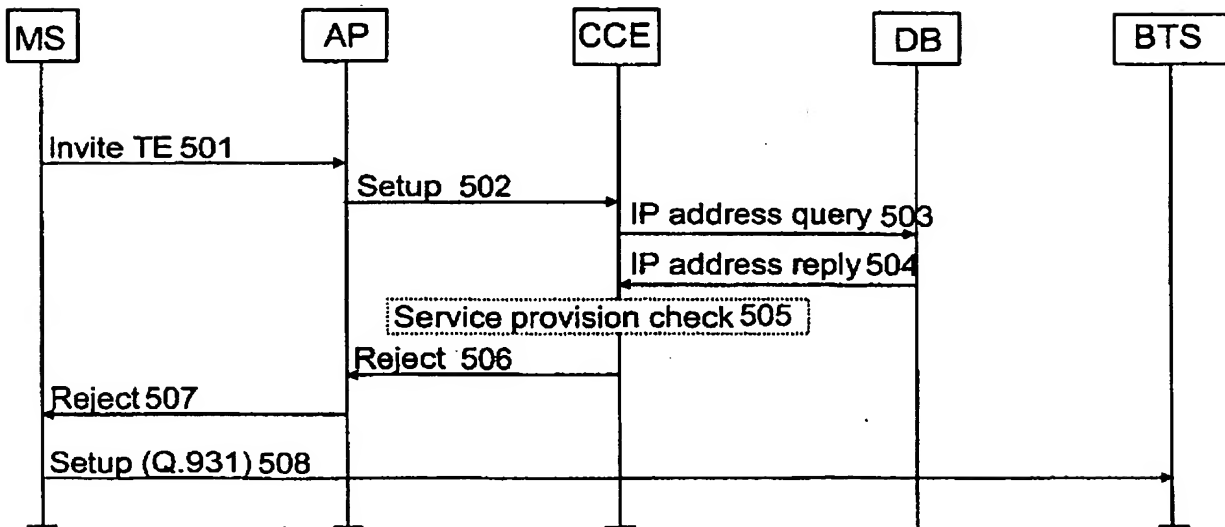 MS AP CCE DB BTS
Invite TE 501
Setup 502
IP address query 503
IP address reply 504
Service provision check 505
Reject 506
Reject 507
Setup (Q.931) 508